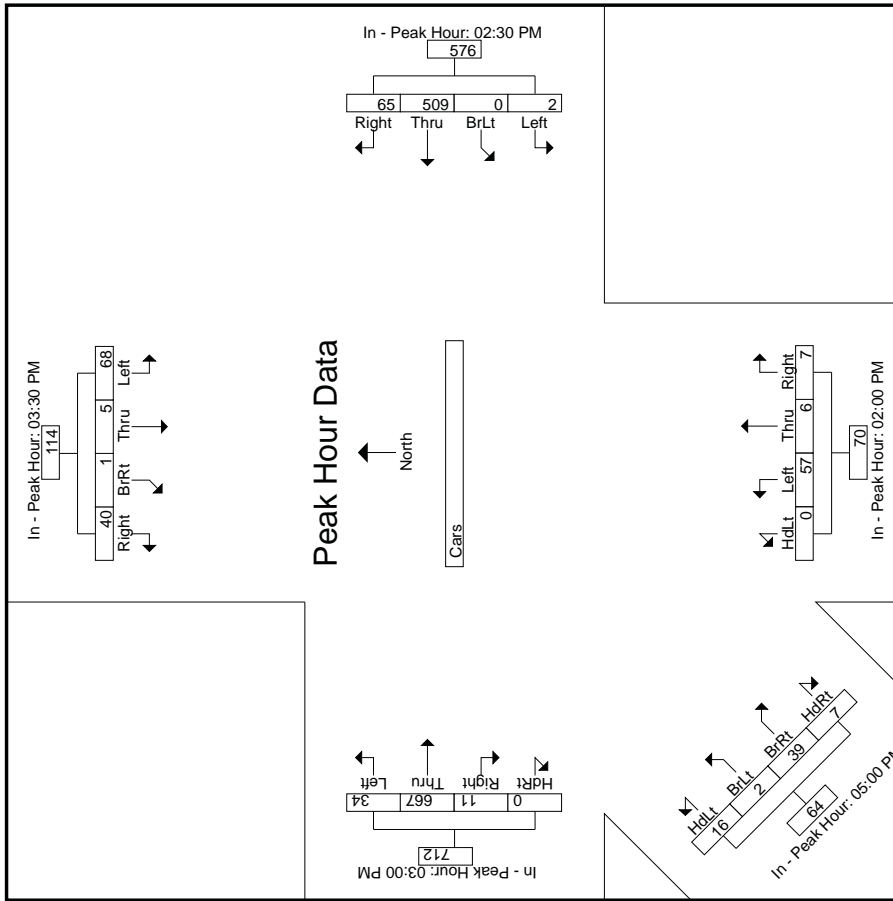 In - Peak Hour: 02:30 PM
576
65 509 0 2
Right Thru BrLt Left
In - Peak Hour: 03:30 PM
114
40 1 5 68
Right BrRt Thru Left
Peak Hour Data
North
Cars
HdLt Left Thru Right
0 57 6 7
70
In - Peak Hour: 02:00 PM
HdLt BrLt BrRt HdRt
16 2 39 7
64
In - Peak Hour: 05:00 PM
HdRt Right Thru Left
0 11 667 34
712
In - Peak Hour: 03:00 PM